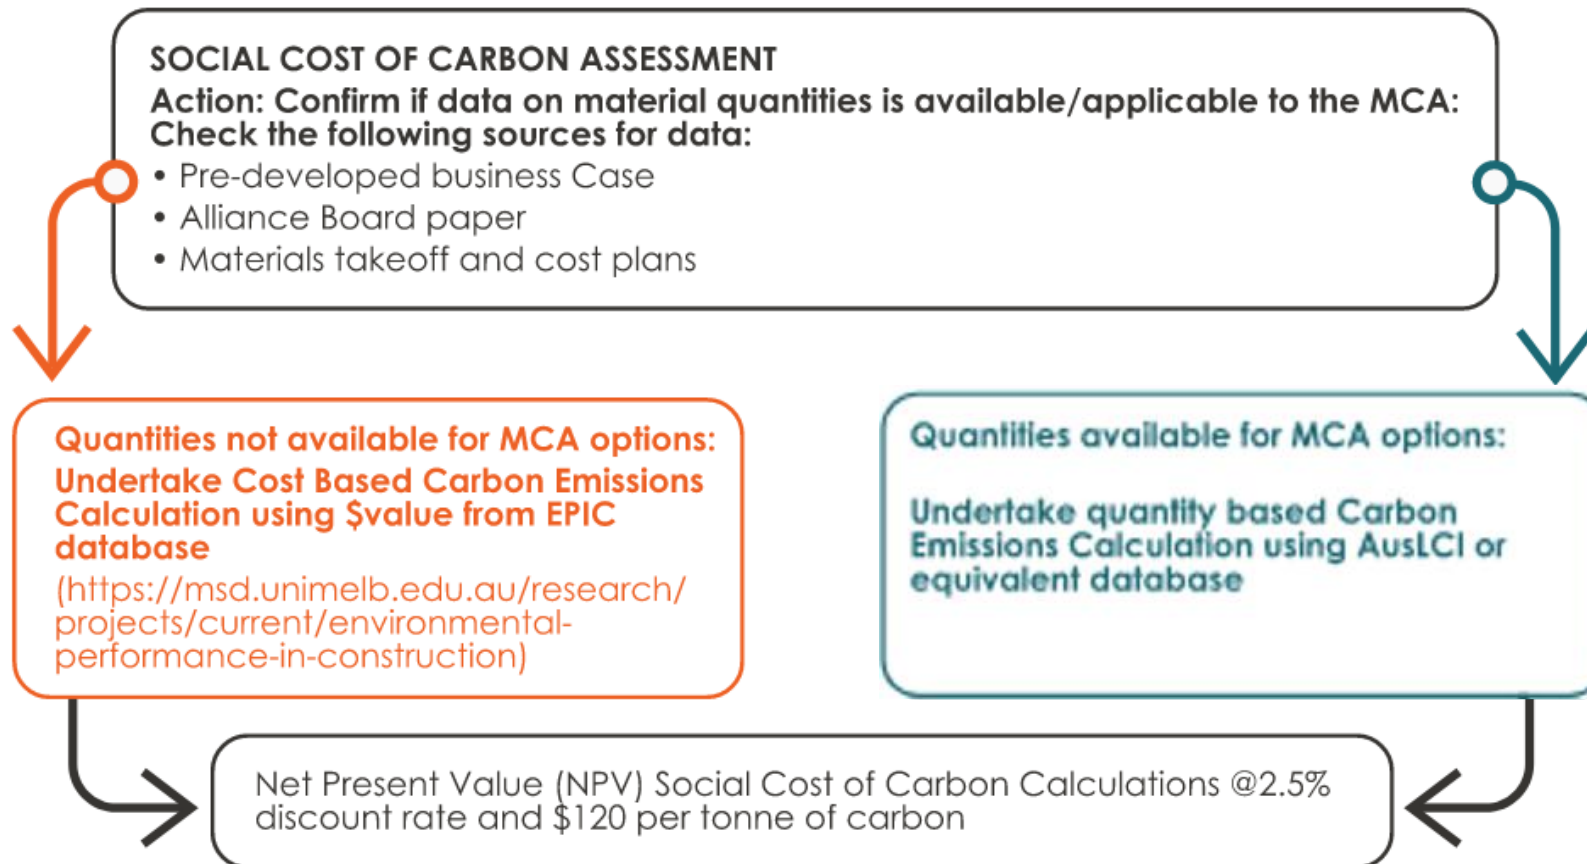 SOCIAL COST OF CARBON ASSESSMENT
Action: Confirm if data on material quantities is available/applicable to the MCA:
Check the following sources for data:
• Pre-developed business Case
• Alliance Board paper
• Materials takeoff and cost plans
Quantities not available for MCA options:
Undertake Cost Based Carbon Emissions
Calculation using $value from EPIC
database
(https://msd.unimelb.edu.au/research/
projects/current/environmental-
performance-in-construction)
Quantities available for MCA options:
Undertake quantity based Carbon
Emissions Calculation using AusLCI or
equivalent database
Net Present Value (NPV) Social Cost of Carbon Calculations @2.5%
discount rate and $120 per tonne of carbon